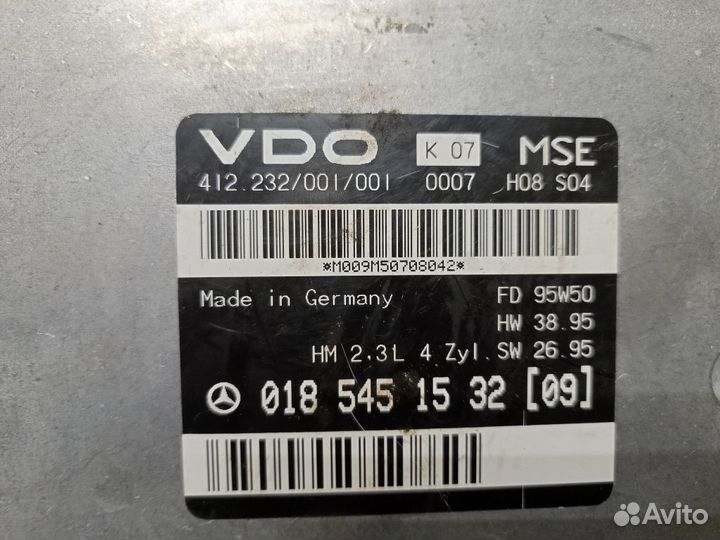 VDO K 07 MSE
412.232/001/001 0007 H08 S04
*M009M50708042*
Made in Germany FD 95W50
HW 38.95
HM 2.3L 4 Zyl. SW 26.95
018 545 15 32 [09]
Avito